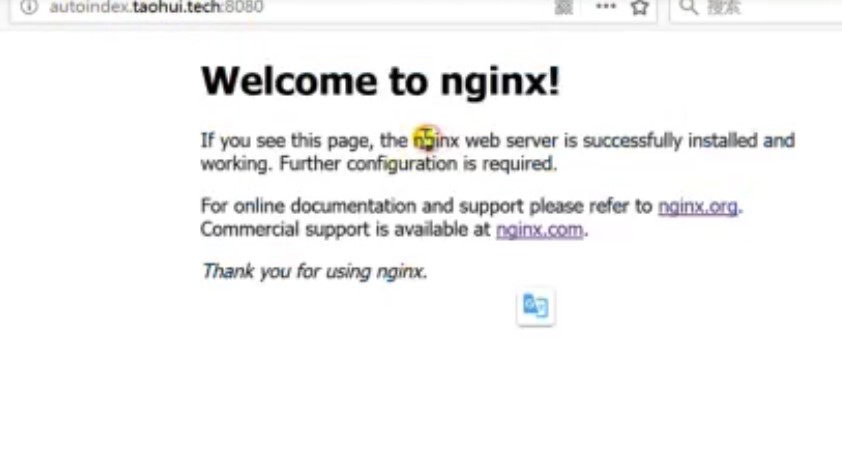 autoindex.taohui.tech:8080
搜索
Welcome to nginx!
If you see this page, the nginx web server is successfully installed and
working. Further configuration is required.
For online documentation and support please refer to nginx.org.
Commercial support is available at nginx.com.
Thank you for using nginx.